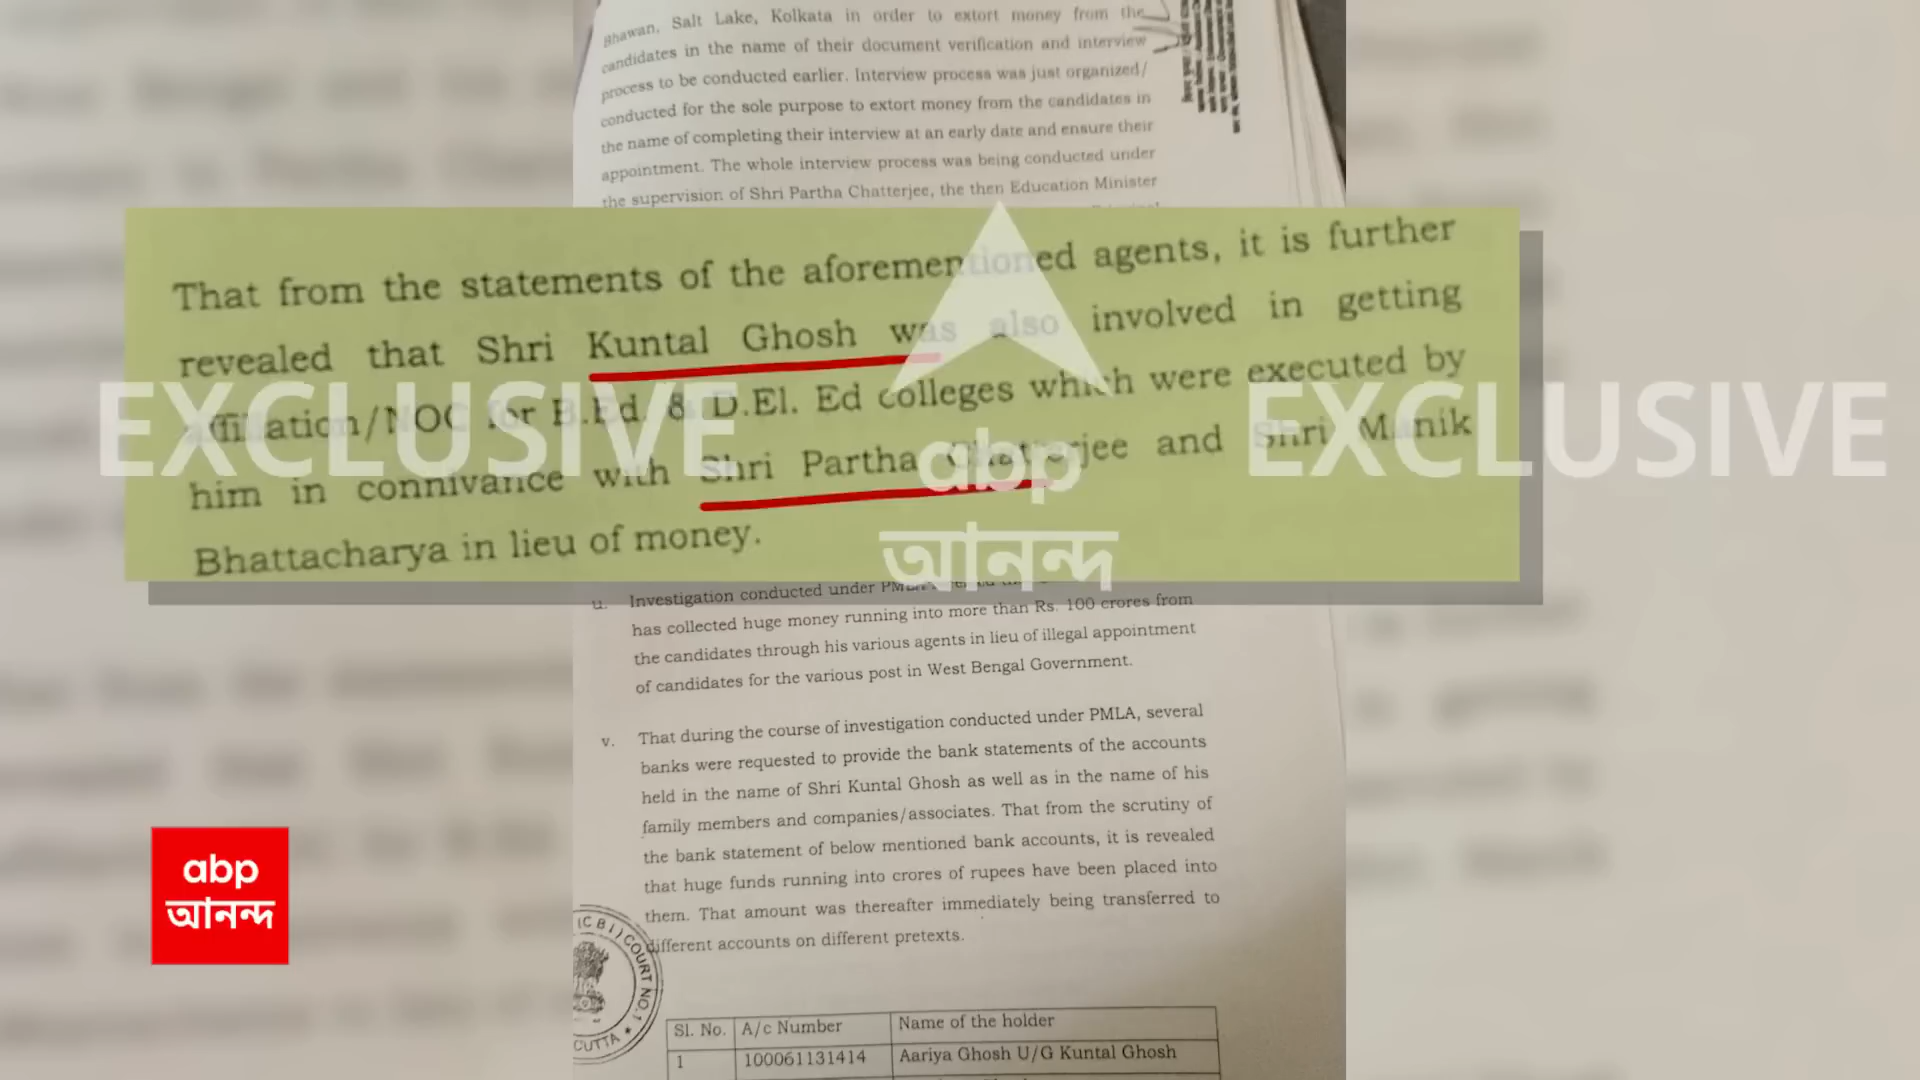 Bhawan, Salt Lake, Kolkata in order to extort money from the
candidates in the name of their document verification and interview
process to be conducted earlier. Interview process was just organized/
conducted for the sole purpose to extort money from the candidates in
the name of completing their interview at an early date and ensure their
appointment. The whole interview process was being conducted under
the supervision of Shri Partha Chatterjee, the then Education Minister
That from the statements of the aforementioned agents, it is further
revealed that Shri Kuntal Ghosh was also involved in getting
affiliation/NOC for B.Ed. & D.El. Ed colleges which were executed by
him in connivance with Shri Partha Chatterjee and Shri Manik
Bhattacharya in lieu of money.
EXCLUSIVE
EXCLUSIVE
abp
আনন্দ
u. Investigation conducted under
has collected huge money running into more than Rs. 100 crores from
the candidates through his various agents in lieu of illegal appointment
of candidates for the various post in West Bengal Government.
v. That during the course of investigation conducted under PMLA, several
banks were requested to provide the bank statements of the accounts
held in the name of Shri Kuntal Ghosh as well as in the name of his
family members and companies/associates. That from the scrutiny of
the bank statement of below mentioned bank accounts, it is revealed
that huge funds running into crores of rupees have been placed into
them. That amount was thereafter immediately being transferred to
different accounts on different pretexts.
abp
আনন্দ
(CBI) COURT NO. 1 ★
CUTTA
Sl. No. A/c Number Name of the holder
1 100061131414 Aariya Ghosh U/G Kuntal Ghosh